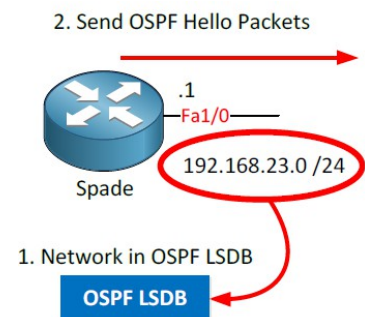 2. Send OSPF Hello Packets
.1
Fa1/0
192.168.23.0 /24
Spade
1. Network in OSPF LSDB
OSPF LSDB